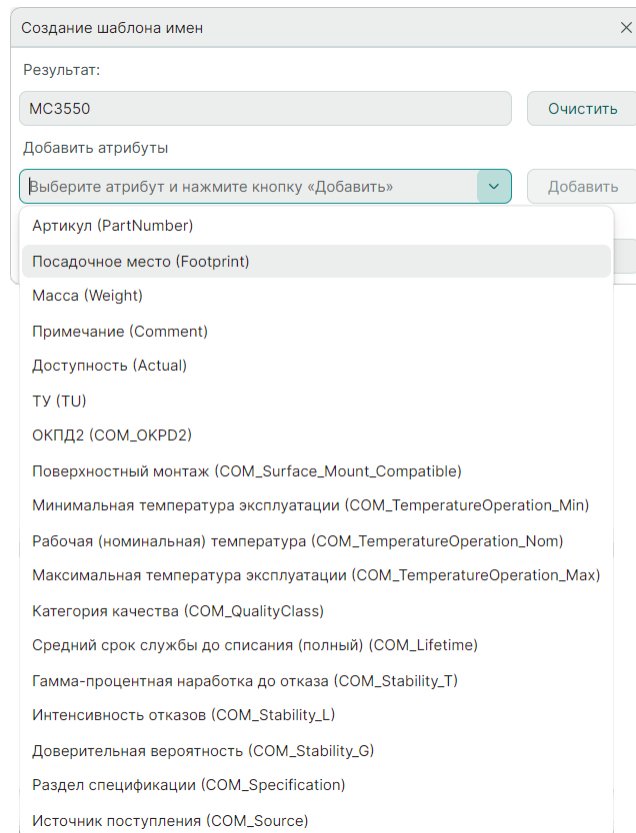 Создание шаблона имен
Результат:
MC3550
Очистить
Добавить атрибуты
Выберите атрибут и нажмите кнопку «Добавить»
Добавить
Артикул (PartNumber)
Посадочное место (Footprint)
Масса (Weight)
Примечание (Comment)
Доступность (Actual)
ТУ (TU)
ОКПД2 (COM_OKPD2)
Поверхностный монтаж (COM_Surface_Mount_Compatible)
Минимальная температура эксплуатации (COM_TemperatureOperation_Min)
Рабочая (номинальная) температура (COM_TemperatureOperation_Nom)
Максимальная температура эксплуатации (COM_TemperatureOperation_Max)
Категория качества (COM_QualityClass)
Средний срок службы до списания (полный) (COM_Lifetime)
Гамма-процентная наработка до отказа (COM_Stability_T)
Интенсивность отказов (COM_Stability_L)
Доверительная вероятность (COM_Stability_G)
Раздел спецификации (COM_Specification)
Источник поступления (COM_Source)